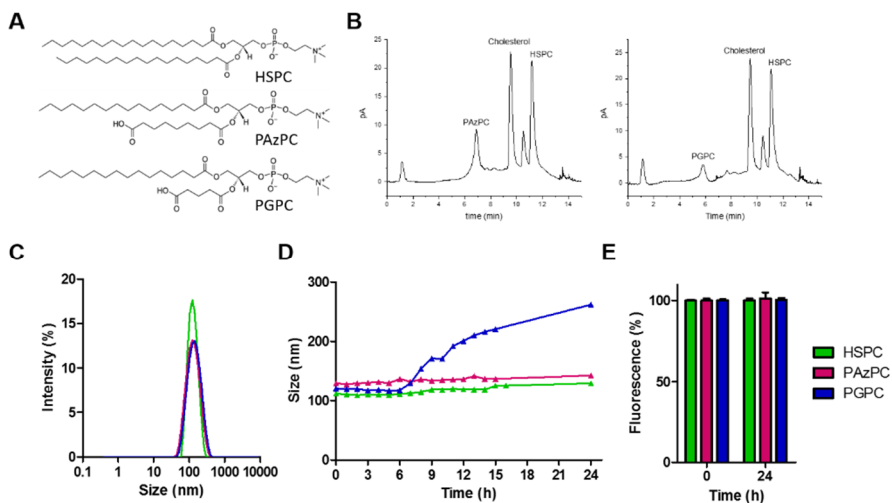 A
HSPC
PAzPC
PGPC
B
pA
25
20
15
10
5
0
PAzPC
Cholesterol
HSPC
0
2
4
6
8
10
12
14
time (min)
pA
30
25
20
15
10
5
0
PGPC
Cholesterol
HSPC
0
2
4
6
8
10
12
14
Time (min)
C
Intensity (%)
20
15
10
5
0
0.1
1
10
100
1000
10000
Size (nm)
D
Size (nm)
300
200
100
0
0
3
6
9
12
15
18
21
24
Time (h)
E
Fluorescence (%)
100
50
0
0
24
Time (h)
HSPC
PAzPC
PGPC